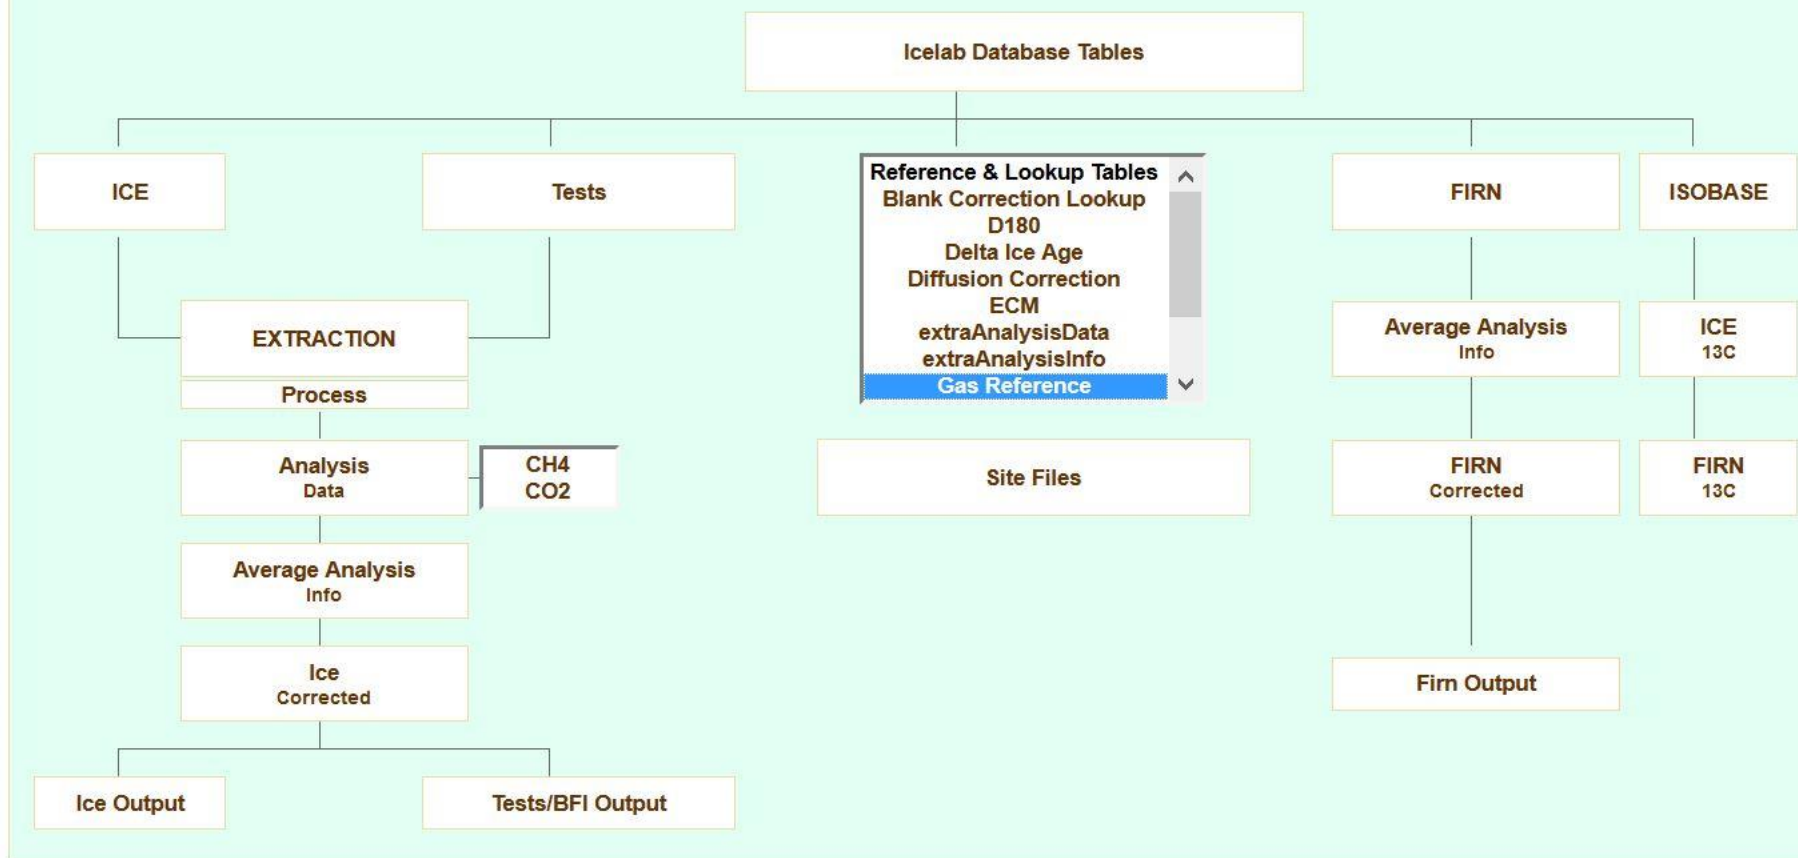 Icelab Database Tables
ICE
Tests
Reference & Lookup Tables
Blank Correction Lookup
D180
Delta Ice Age
Diffusion Correction
ECM
extraAnalysisData
extraAnalysisInfo
Gas Reference
FIRN
ISOBASE
EXTRACTION
Process
Average Analysis
Info
ICE
13C
Analysis
Data
CH4
CO2
Site Files
FIRN
Corrected
FIRN
13C
Average Analysis
Info
Ice
Corrected
Firn Output
Ice Output
Tests/BFI Output